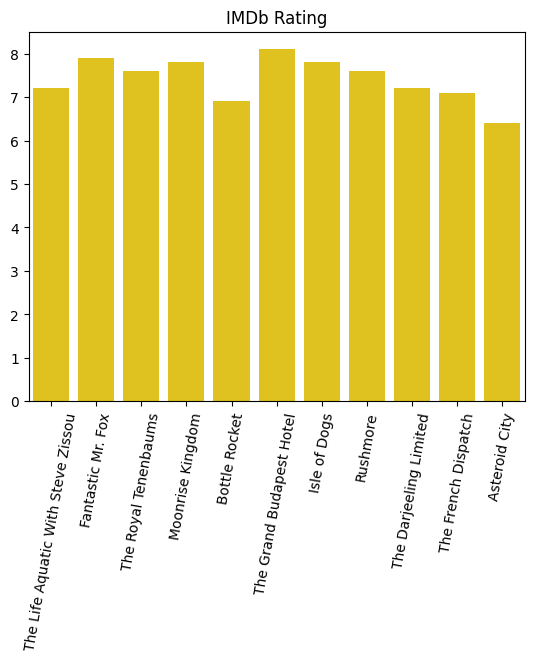 IMDb Rating
8
7
6
5
4
3
2
1
0
The Life Aquatic With Steve Zissou
Fantastic Mr. Fox
The Royal Tenenbaums
Moonrise Kingdom
Bottle Rocket
The Grand Budapest Hotel
Isle of Dogs
Rushmore
The Darjeeling Limited
The French Dispatch
Asteroid City